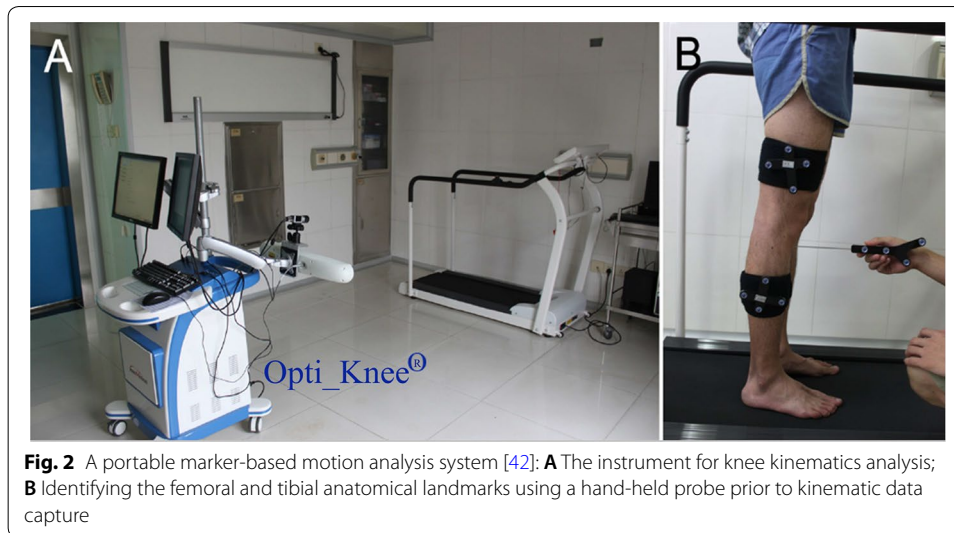 A
B
Opti_Knee®
Fig. 2 A portable marker-based motion analysis system [42]: A The instrument for knee kinematics analysis;
B Identifying the femoral and tibial anatomical landmarks using a hand-held probe prior to kinematic data
capture